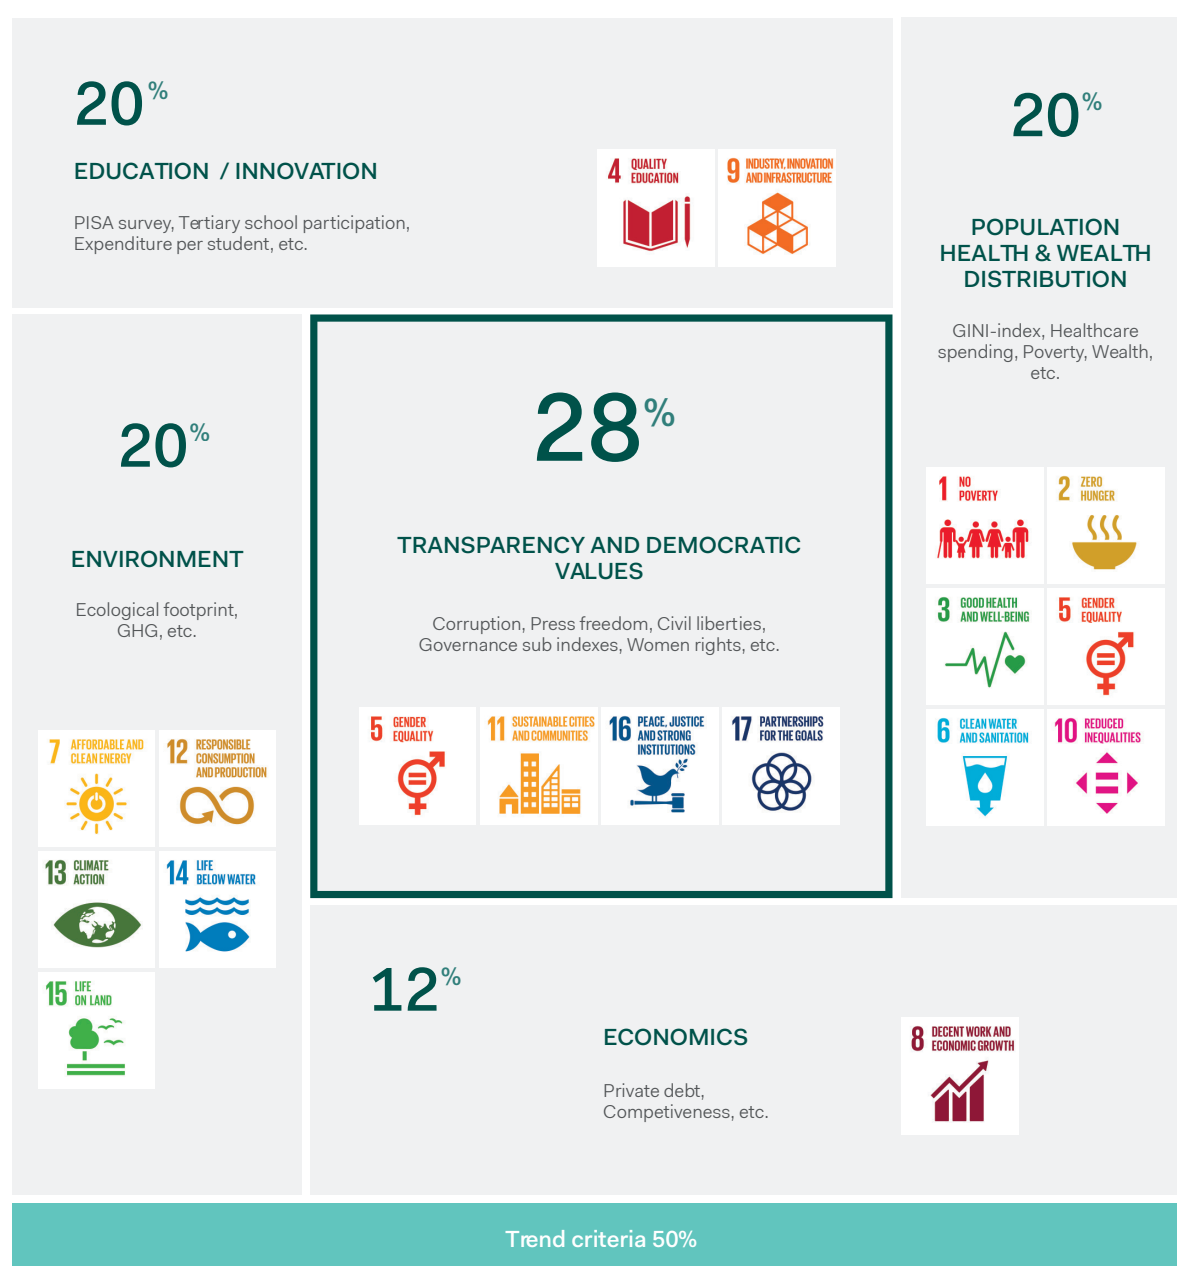 20%
EDUCATION / INNOVATION
PISA survey, Tertiary school participation,
Expenditure per student, etc.
4 QUALITY
EDUCATION
9 INDUSTRY, INNOVATION
AND INFRASTRUCTURE
20%
POPULATION
HEALTH & WEALTH
DISTRIBUTION
GINI-index, Healthcare
spending, Poverty, Wealth,
etc.
1 NO
POVERTY
2 ZERO
HUNGER
3 GOOD HEALTH
AND WELL-BEING
5 GENDER
EQUALITY
6 CLEAN WATER
AND SANITATION
10 REDUCED
INEQUALITIES
20%
ENVIRONMENT
Ecological footprint,
GHG, etc.
7 AFFORDABLE AND
CLEAN ENERGY
12 RESPONSIBLE
CONSUMPTION
AND PRODUCTION
13 CLIMATE
ACTION
14 LIFE
BELOW WATER
15 LIFE
ON LAND
28%
TRANSPARENCY AND DEMOCRATIC
VALUES
Corruption, Press freedom, Civil liberties,
Governance sub indexes, Women rights, etc.
5 GENDER
EQUALITY
11 SUSTAINABLE CITIES
AND COMMUNITIES
16 PEACE, JUSTICE
AND STRONG
INSTITUTIONS
17 PARTNERSHIPS
FOR THE GOALS
12%
ECONOMICS
Private debt,
Competiveness, etc.
8 DECENT WORK AND
ECONOMIC GROWTH
Trend criteria 50%